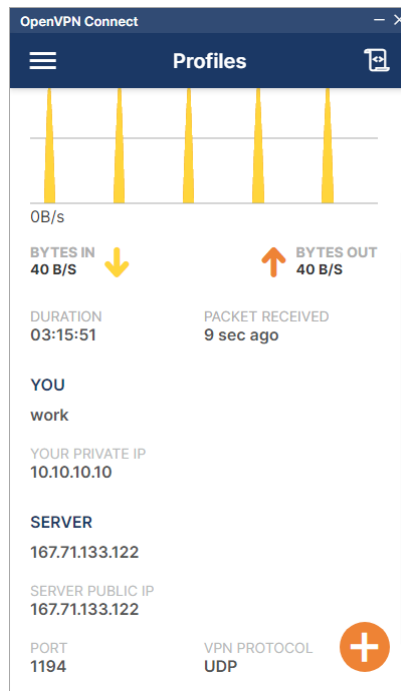 OpenVPN Connect
Profiles
0B/s
BYTES IN
40 B/S
BYTES OUT
40 B/S
DURATION
03:15:51
PACKET RECEIVED
9 sec ago
YOU
work
YOUR PRIVATE IP
10.10.10.10
SERVER
167.71.133.122
SERVER PUBLIC IP
167.71.133.122
PORT
1194
VPN PROTOCOL
UDP